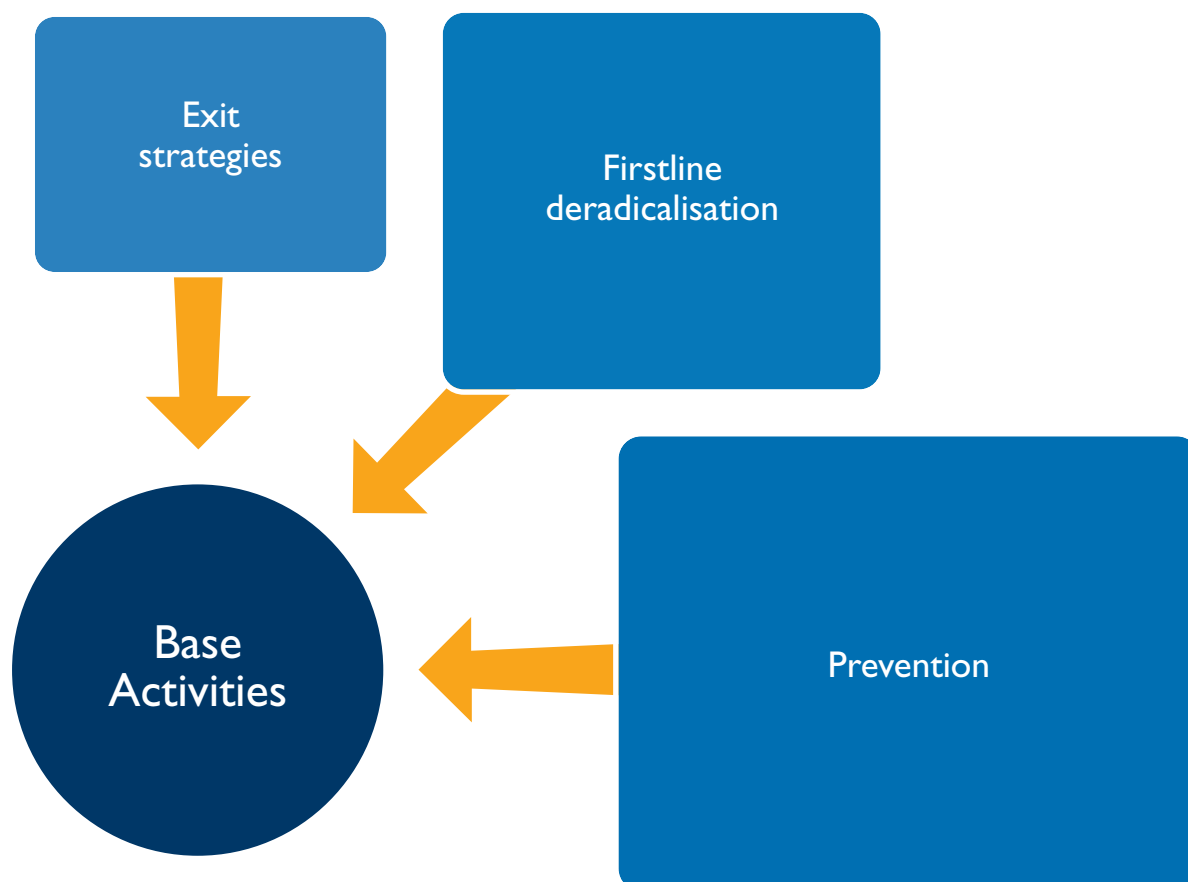 Exit
strategies
Firstline
deradicalisation
Base
Activities
Prevention